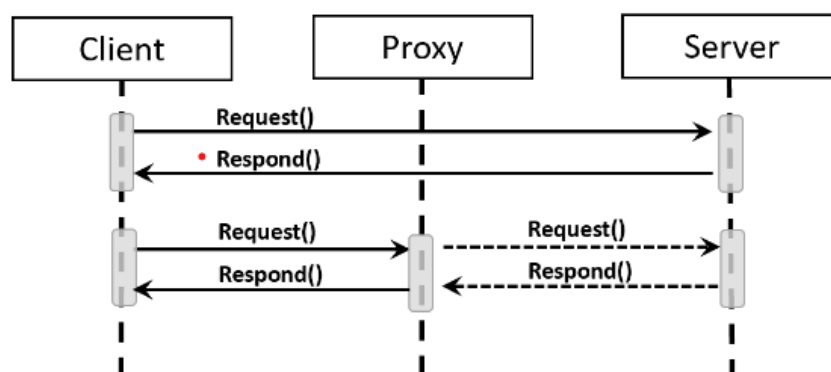 Client Proxy Server
Request()
Respond()
Request() Request()
Respond() Respond()